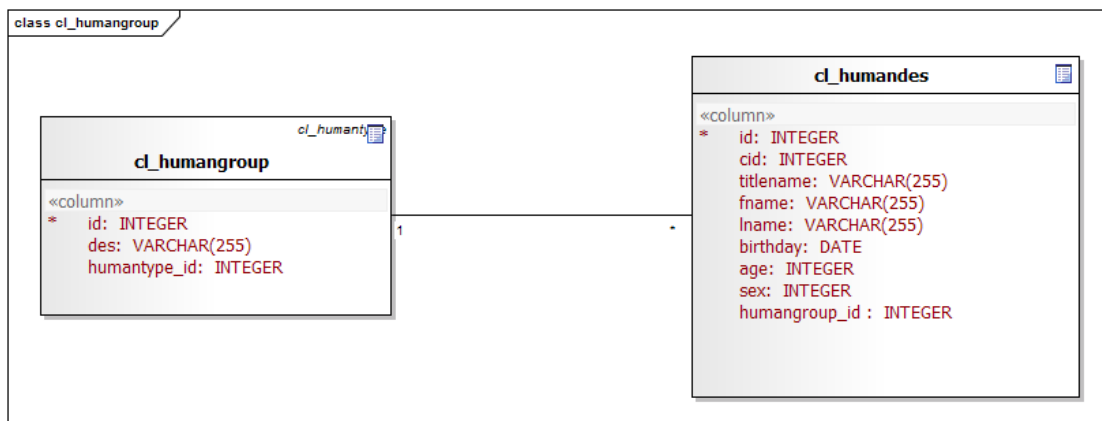 class cl_humangroup
cl_humantype
cl_humangroup
«column»
* id: INTEGER
des: VARCHAR(255)
humantype_id: INTEGER
1
*
cl_humandes
«column»
* id: INTEGER
cid: INTEGER
titlename: VARCHAR(255)
fname: VARCHAR(255)
lname: VARCHAR(255)
birthday: DATE
age: INTEGER
sex: INTEGER
humangroup_id : INTEGER